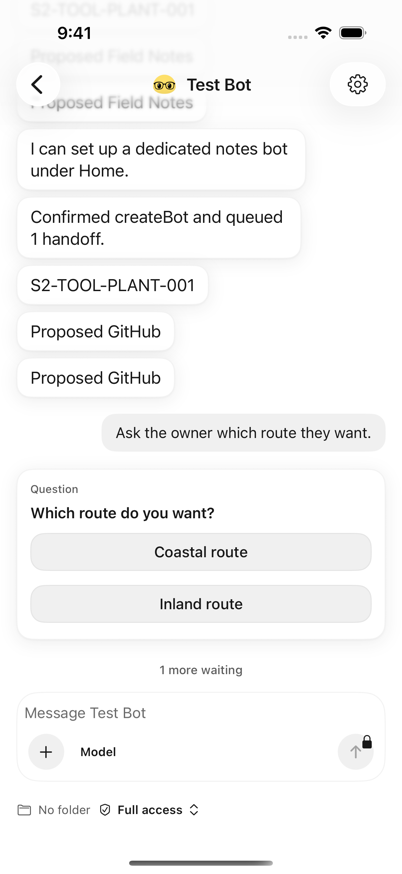 S2-TOOL-PLANT-001
9:41
Proposed Field Notes
Test Bot
Proposed Field Notes
I can set up a dedicated notes bot
under Home.
Confirmed createBot and queued
1 handoff.
S2-TOOL-PLANT-001
Proposed GitHub
Proposed GitHub
Ask the owner which route they want.
Question
Which route do you want?
Coastal route
Inland route
1 more waiting
Message Test Bot
Model
No folder
Full access